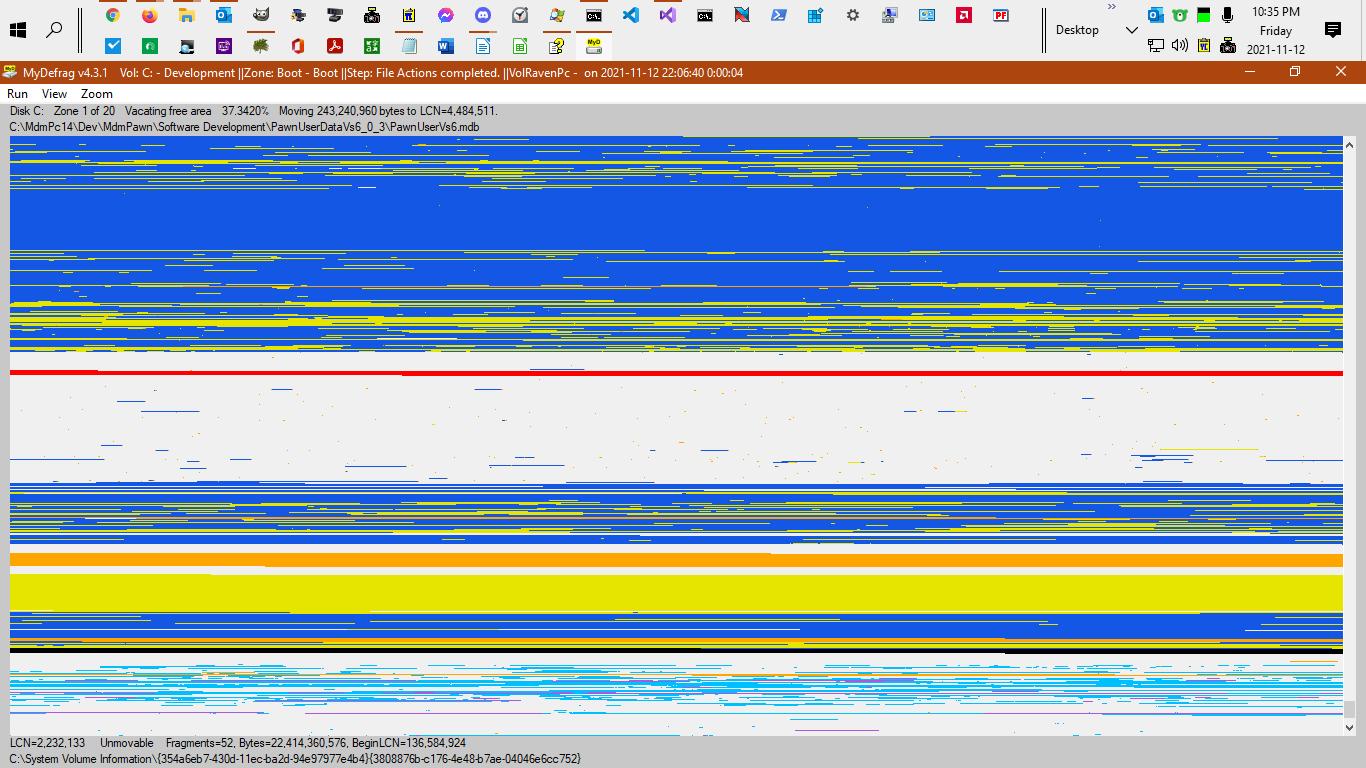 10:35 PM
Friday
2021-11-12
Desktop
MyDefrag v4.3.1 Vol: C: - Development ||Zone: Boot - Boot ||Step: File Actions completed. ||VolRavenPc - on 2021-11-12 22:06:40 0:00:04
Run View Zoom
Disk C: Zone 1 of 20 Vacating free area 37.3420% Moving 243,240,960 bytes to LCN=4,484,511.
C:\MdmPc14\Dev\MdmPawn\Software Development\PawnUserDataVs6_0_3\PawnUserVs6.mdb
LCN=2,232,133 Unmovable Fragments=52, Bytes=22,414,360,576, BeginLCN=136,584,924
C:\System Volume Information\{354a6eb7-430d-11ec-ba2d-94e97977e4b4}{3808876b-c176-4e48-b7ae-04046e6cc752}